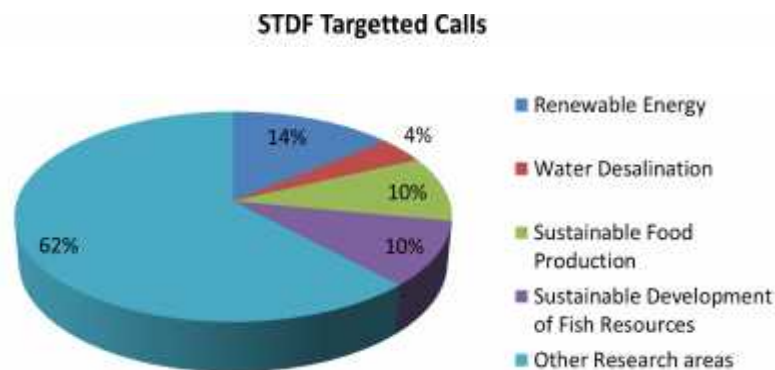 STDF Targetted Calls
14%
4%
10%
10%
62%
Renewable Energy
Water Desalination
Sustainable Food
Production
Sustainable Development
of Fish Resources
Other Research areas